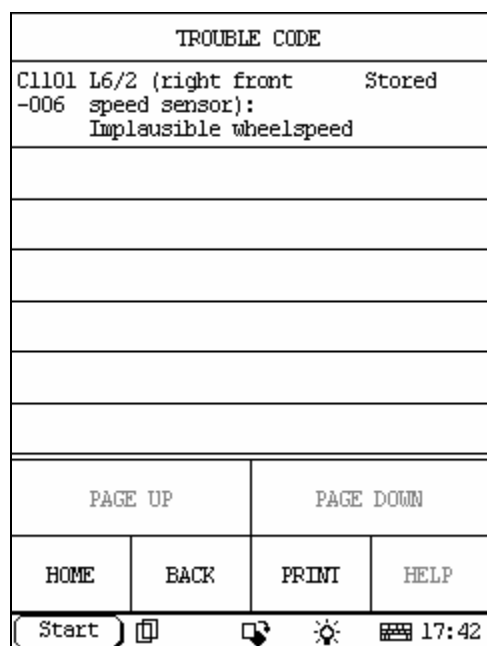 TROUBLE CODE
C1101 L6/2 (right front Stored
-006 speed sensor):
Implausible wheelspeed
PAGE UP PAGE DOWN
HOME BACK PRINT HELP
Start 17:42